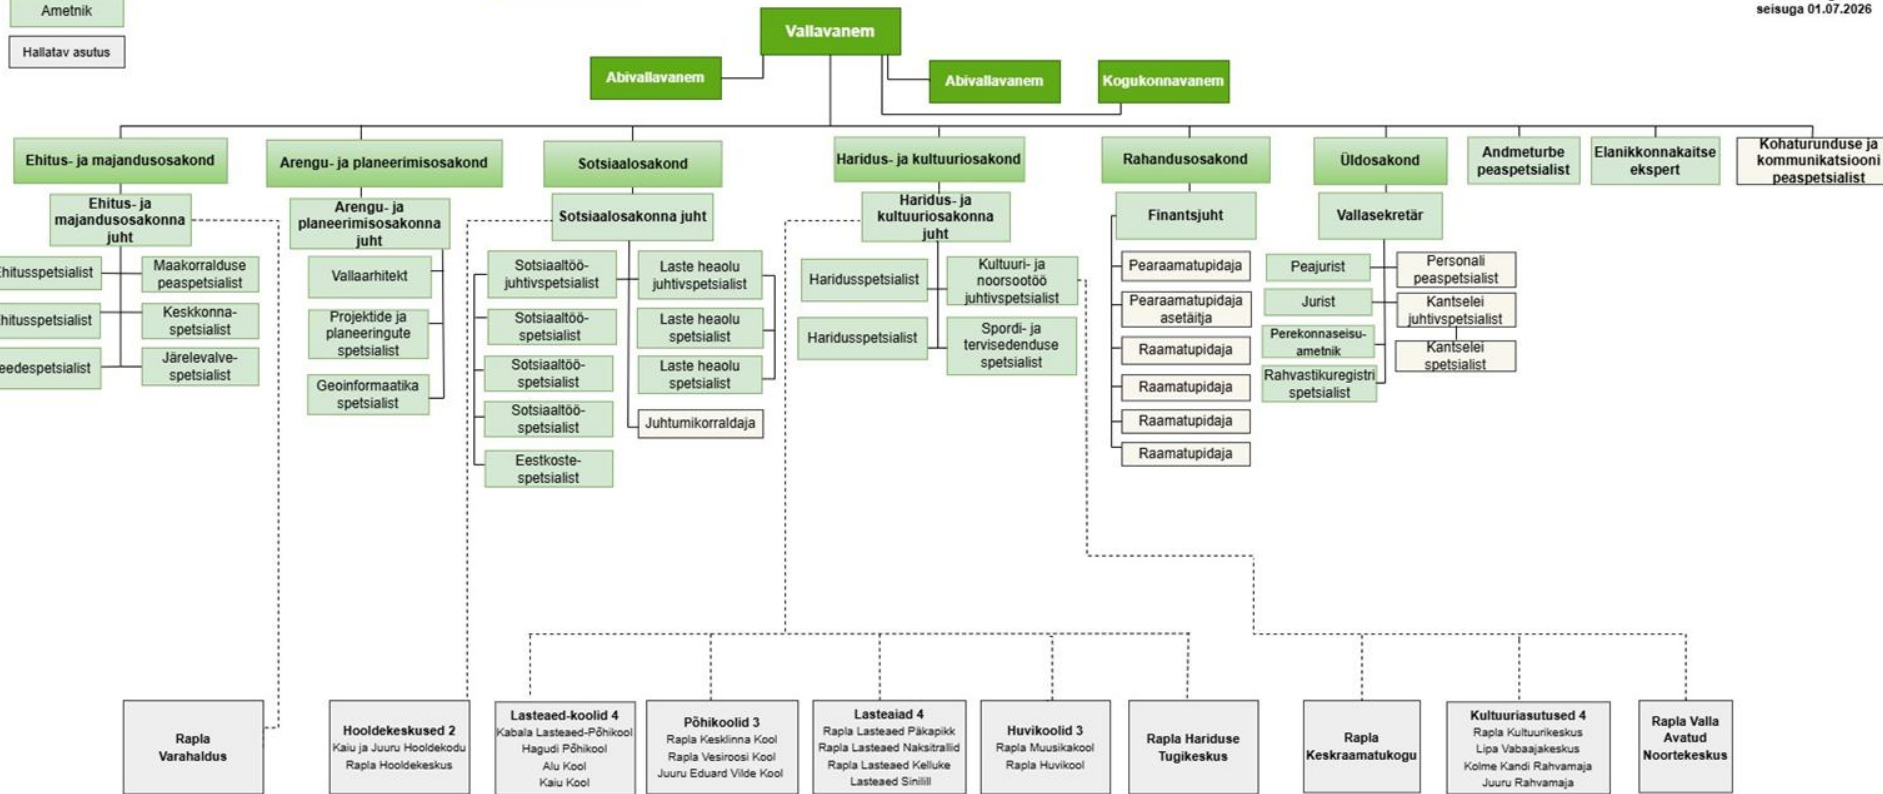 Ametnik
Hallatav asutus
seisuga 01.07.2026
Vallavanem
Abivallavanem
Abivallavanem
Kogukonnavanem
Ehitus- ja majandusosakond
Arengu- ja planeerimisosakond
Sotsiaalosakond
Haridus- ja kultuuriosakond
Rahandusosakond
Üldosakond
Andmeturbe
peaspetsialist
Elanikkonnakaitse
ekspert
Kohaturunduse ja
kommunikatsiooni
peaspetsialist
Ehitus- ja
majandusosakonna
juht
Maakorralduse
peaspetsialist
Keskkonna-
spetsialist
Järelevalve-
spetsialist
Arengu- ja
planeerimisosakonna
juht
Vallaarhitekt
Projektide ja
planeeringute
spetsialist
Geoinformaatika
spetsialist
Sotsiaalosakonna juht
Sotsiaaltöö-
juhtivspetsialist
Sotsiaaltöö-
spetsialist
Sotsiaaltöö-
spetsialist
Sotsiaaltöö-
spetsialist
Eestkoste-
spetsialist
Laste heaolu
juhtivspetsialist
Laste heaolu
spetsialist
Laste heaolu
spetsialist
Juhtumikorraldaja
Haridus- ja
kultuuriosakonna
juht
Haridusspetsialist
Haridusspetsialist
Kultuuri- ja
noorsootöö
juhtivspetsialist
Spordi- ja
tervisedenduse
spetsialist
Finantsjuht
Pearaamatupidaja
Pearaamatupidaja
asetäitja
Raamatupidaja
Raamatupidaja
Raamatupidaja
Raamatupidaja
Vallasekretär
Peajurist
Jurist
Perekonnaseisu-
ametnik
Rahvastikuregistri
spetsialist
Personali
peaspetsialist
Kantselei
juhtivspetsialist
Kantselei
spetsialist
Rapla
Varahaldus
Hooldekeskused 2
Kaiu ja Juuru Hooldekodu
Rapla Hooldekeskus
Lasteaed-koolid 4
Kabala Lasteaed-Põhikool
Hagudi Põhikool
Alu Kool
Kaiu Kool
Põhikoolid 3
Rapla Kesklinna Kool
Rapla Vesiroosi Kool
Juuru Eduard Vilde Kool
Lasteaiad 4
Rapla Lasteaed Päkapikk
Rapla Lasteaed Naksitrallid
Rapla Lasteaed Kelluke
Lasteaed Sinilill
Huvikoolid 3
Rapla Muusikakool
Rapla Huvikool
Rapla Hariduse
Tugikeskus
Rapla
Keskraamatukogu
Kultuuriasutused 4
Rapla Kultuurikeskus
Lipa Vabaajakeskus
Kolme Kandi Rahvamaja
Juuru Rahvamaja
Rapla Valla
Avatud
Noortekeskus